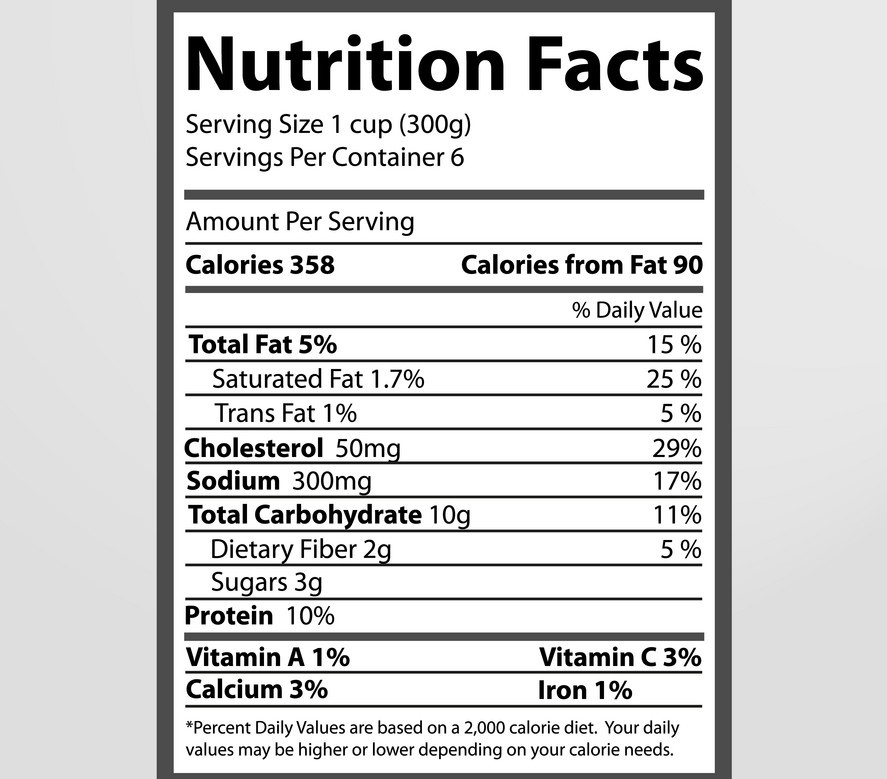 Nutrition Facts
Serving Size 1 cup (300g)
Servings Per Container 6
Amount Per Serving
Calories 358 Calories from Fat 90
% Daily Value
Total Fat 5% 15 %
Saturated Fat 1.7% 25 %
Trans Fat 1% 5 %
Cholesterol 50mg 29%
Sodium 300mg 17%
Total Carbohydrate 10g 11%
Dietary Fiber 2g 5 %
Sugars 3g
Protein 10%
Vitamin A 1% Vitamin C 3%
Calcium 3% Iron 1%
*Percent Daily Values are based on a 2,000 calorie diet. Your daily
values may be higher or lower depending on your calorie needs.